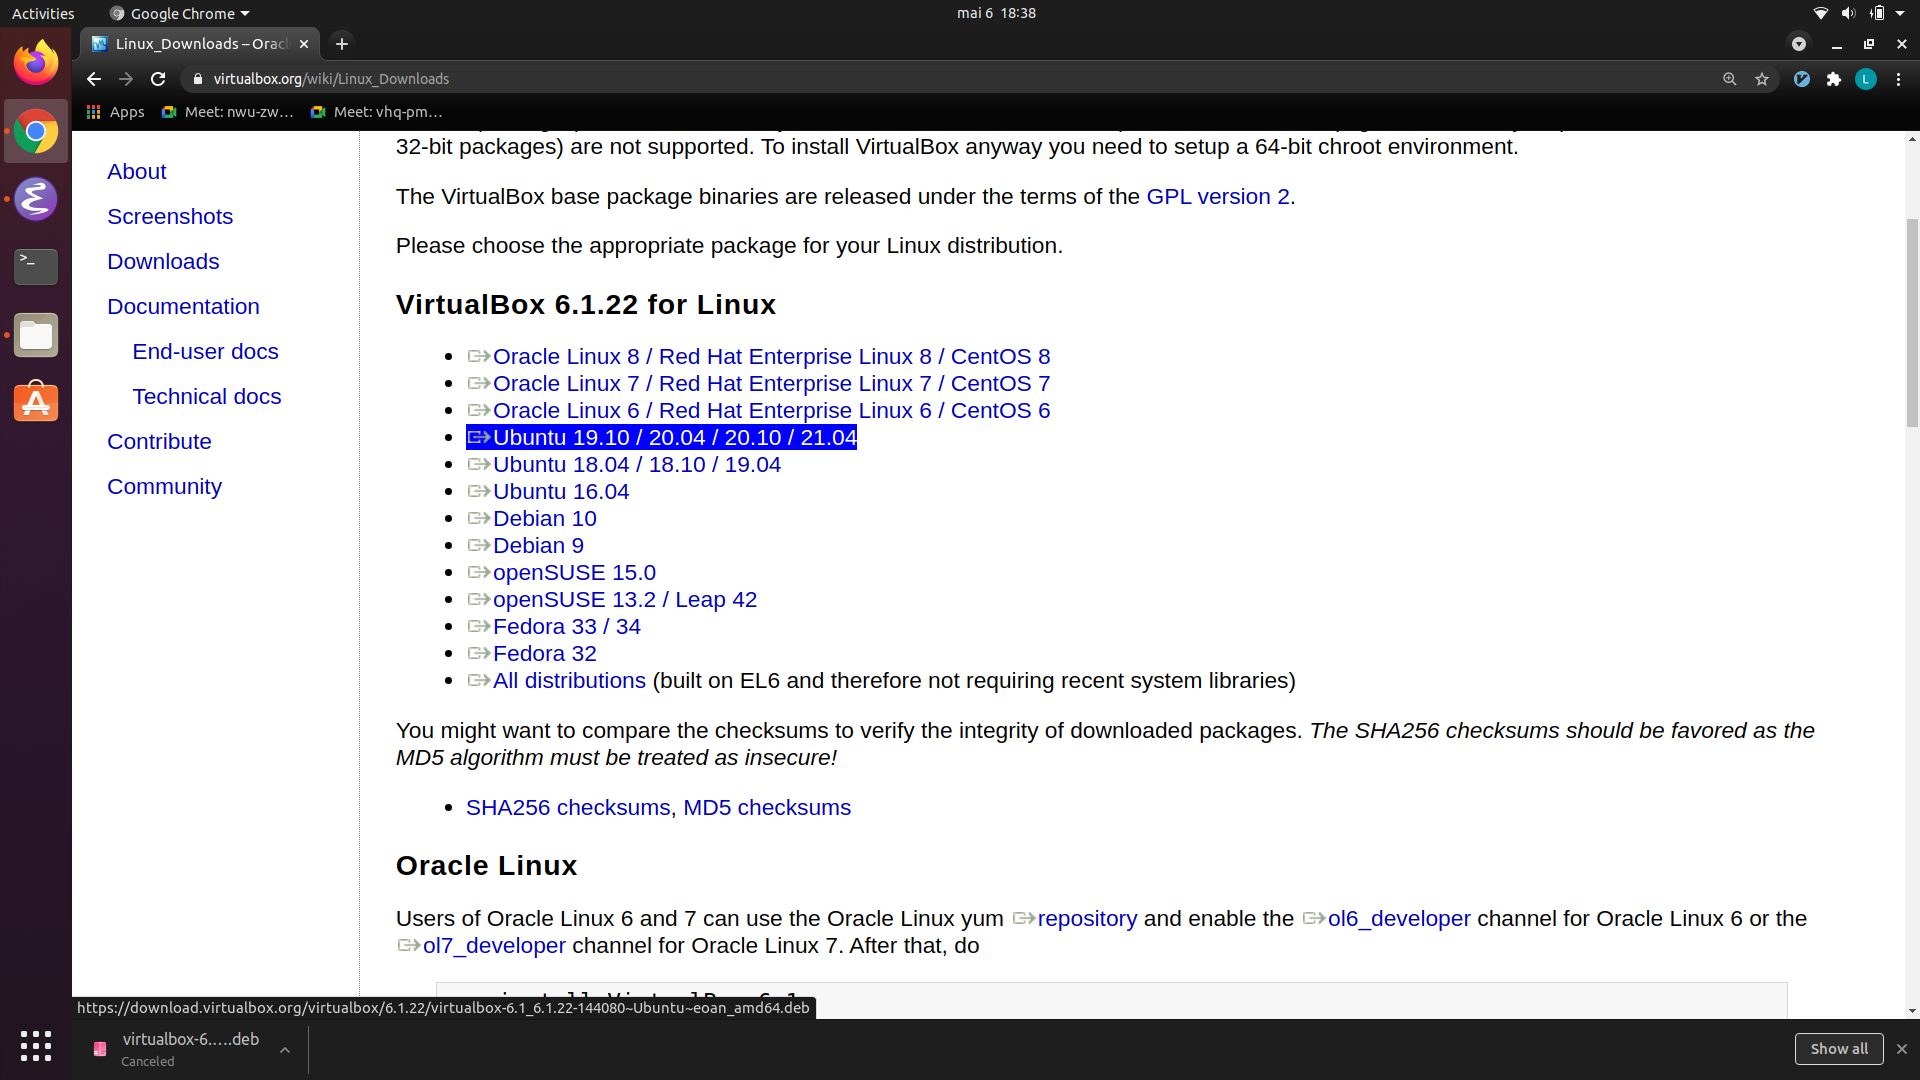 Activities
Google Chrome
mai 6 18:38
Linux_Downloads – Oracl
virtualbox.org/wiki/Linux_Downloads
L
Apps
Meet: nwu-zw…
Meet: vhq-pm…
About
Screenshots
Downloads
Documentation
End-user docs
Technical docs
Contribute
Community
32-bit packages) are not supported. To install VirtualBox anyway you need to setup a 64-bit chroot environment.
The VirtualBox base package binaries are released under the terms of the GPL version 2.
Please choose the appropriate package for your Linux distribution.
VirtualBox 6.1.22 for Linux
Oracle Linux 8 / Red Hat Enterprise Linux 8 / CentOS 8
Oracle Linux 7 / Red Hat Enterprise Linux 7 / CentOS 7
Oracle Linux 6 / Red Hat Enterprise Linux 6 / CentOS 6
Ubuntu 19.10 / 20.04 / 20.10 / 21.04
Ubuntu 18.04 / 18.10 / 19.04
Ubuntu 16.04
Debian 10
Debian 9
openSUSE 15.0
openSUSE 13.2 / Leap 42
Fedora 33 / 34
Fedora 32
All distributions (built on EL6 and therefore not requiring recent system libraries)
You might want to compare the checksums to verify the integrity of downloaded packages. The SHA256 checksums should be favored as the
MD5 algorithm must be treated as insecure!
SHA256 checksums, MD5 checksums
Oracle Linux
Users of Oracle Linux 6 and 7 can use the Oracle Linux yum repository and enable the ol6_developer channel for Oracle Linux 6 or the
ol7_developer channel for Oracle Linux 7. After that, do
https://download.virtualbox.org/virtualbox/6.1.22/virtualbox-6.1_6.1.22-144080~Ubuntu~eoan_amd64.deb
virtualbox-6.….deb
Canceled
Show all